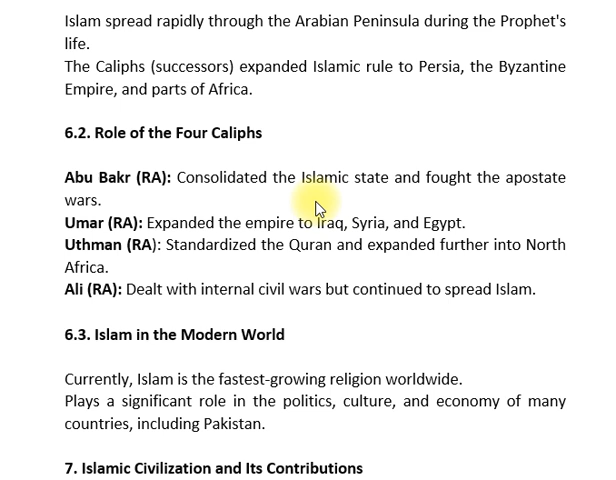 Islam spread rapidly through the Arabian Peninsula during the Prophet's
life.
The Caliphs (successors) expanded Islamic rule to Persia, the Byzantine
Empire, and parts of Africa.
6.2. Role of the Four Caliphs
Abu Bakr (RA): Consolidated the Islamic state and fought the apostate
wars.
Umar (RA): Expanded the empire to Iraq, Syria, and Egypt.
Uthman (RA): Standardized the Quran and expanded further into North
Africa.
Ali (RA): Dealt with internal civil wars but continued to spread Islam.
6.3. Islam in the Modern World
Currently, Islam is the fastest-growing religion worldwide.
Plays a significant role in the politics, culture, and economy of many
countries, including Pakistan.
7. Islamic Civilization and Its Contributions